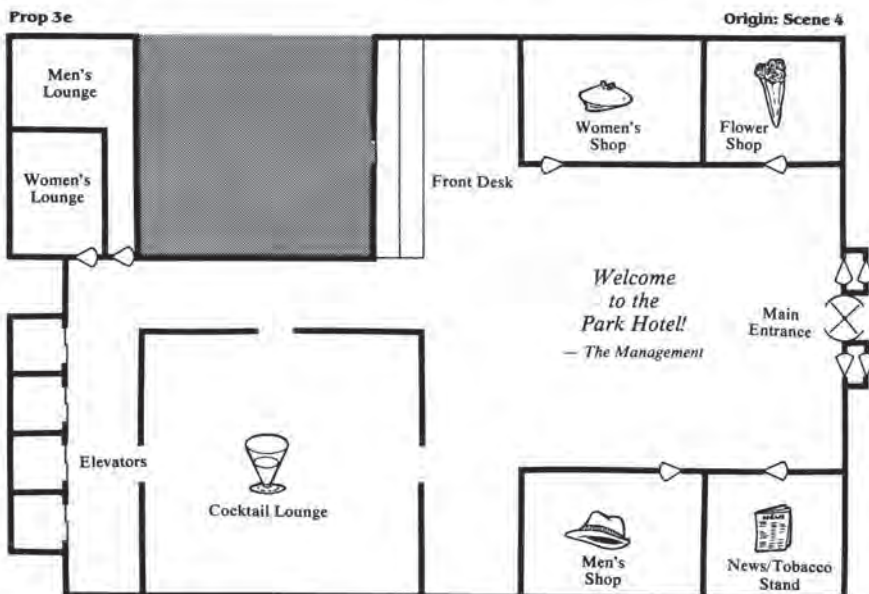 Prop 3e
Origin: Scene 4
Men's
Lounge
Women's
Lounge
Women's
Shop
Flower
Shop
Front Desk
Welcome
to the
Park Hotel!
— The Management
Main
Entrance
Elevators
Cocktail Lounge
Men's
Shop
News/Tobacco
Stand